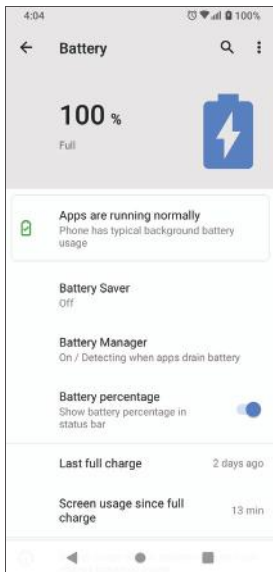 4:04 100%
Battery
100 %
Full
Apps are running normally
Phone has typical background battery
usage
Battery Saver
Off
Battery Manager
On / Detecting when apps drain battery
Battery percentage
Show battery percentage in
status bar
Last full charge 2 days ago
Screen usage since full
charge 13 min